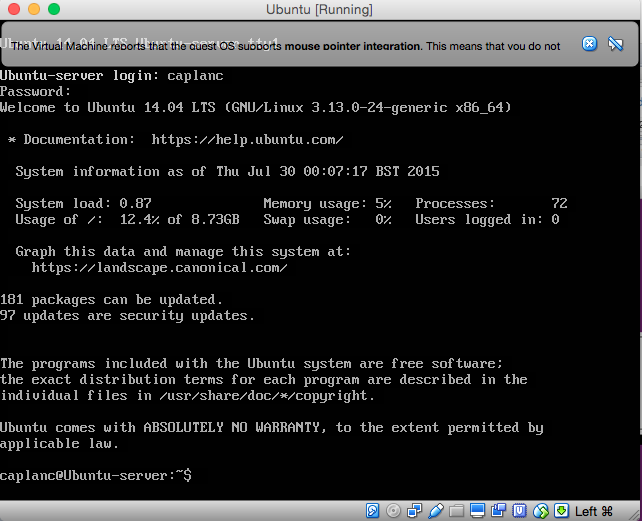 Ubuntu [Running]
Ubuntu 14.04 LTS Ubuntu-server tty1
The Virtual Machine reports that the guest OS supports mouse pointer integration. This means that you do not
Ubuntu-server login: caplanc
Password:
Welcome to Ubuntu 14.04 LTS (GNU/Linux 3.13.0-24-generic x86_64)
* Documentation:  https://help.ubuntu.com/
System information as of Thu Jul 30 00:07:17 BST 2015
System load: 0.87 Memory usage: 5% Processes: 72
Usage of /: 12.4% of 8.73GB Swap usage: 0% Users logged in: 0
Graph this data and manage this system at:
https://landscape.canonical.com/
181 packages can be updated.
97 updates are security updates.
The programs included with the Ubuntu system are free software;
the exact distribution terms for each program are described in the
individual files in /usr/share/doc/*/copyright.
Ubuntu comes with ABSOLUTELY NO WARRANTY, to the extent permitted by
applicable law.
caplanc@Ubuntu-server:~$
Left ⌘